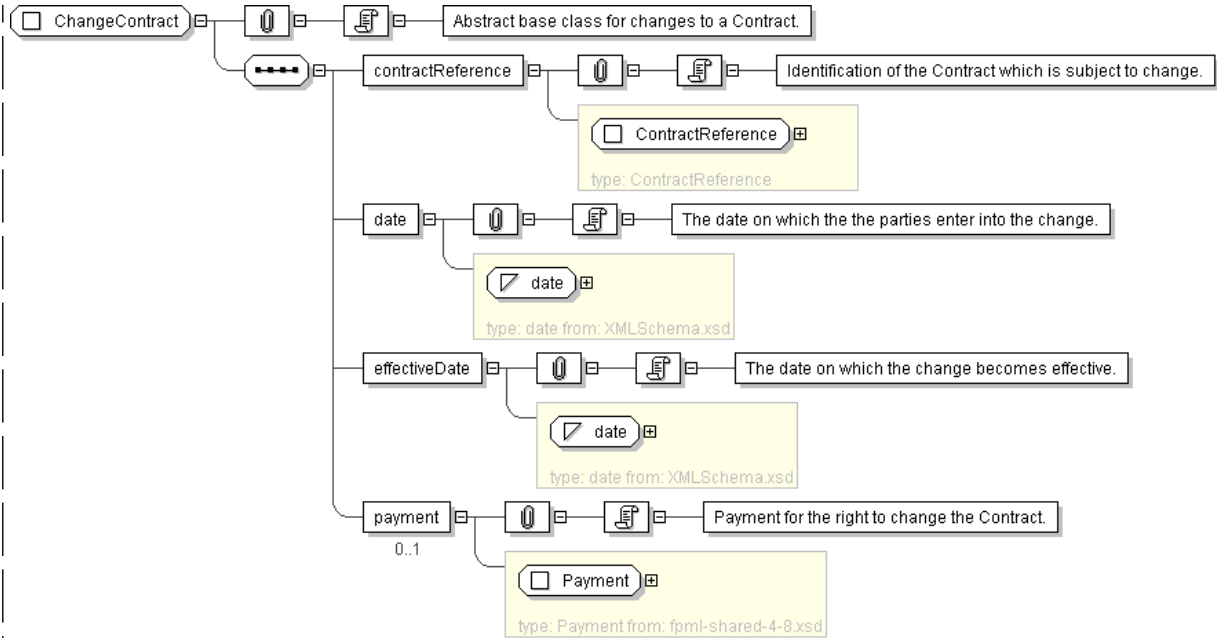 ChangeContract
Abstract base class for changes to a Contract.
contractReference
Identification of the Contract which is subject to change.
ContractReference
type: ContractReference
date
The date on which the the parties enter into the change.
date
type: date from: XMLSchema.xsd
effectiveDate
The date on which the change becomes effective.
date
type: date from: XMLSchema.xsd
payment
Payment for the right to change the Contract.
0..1
Payment
type: Payment from: fpml-shared-4-8.xsd